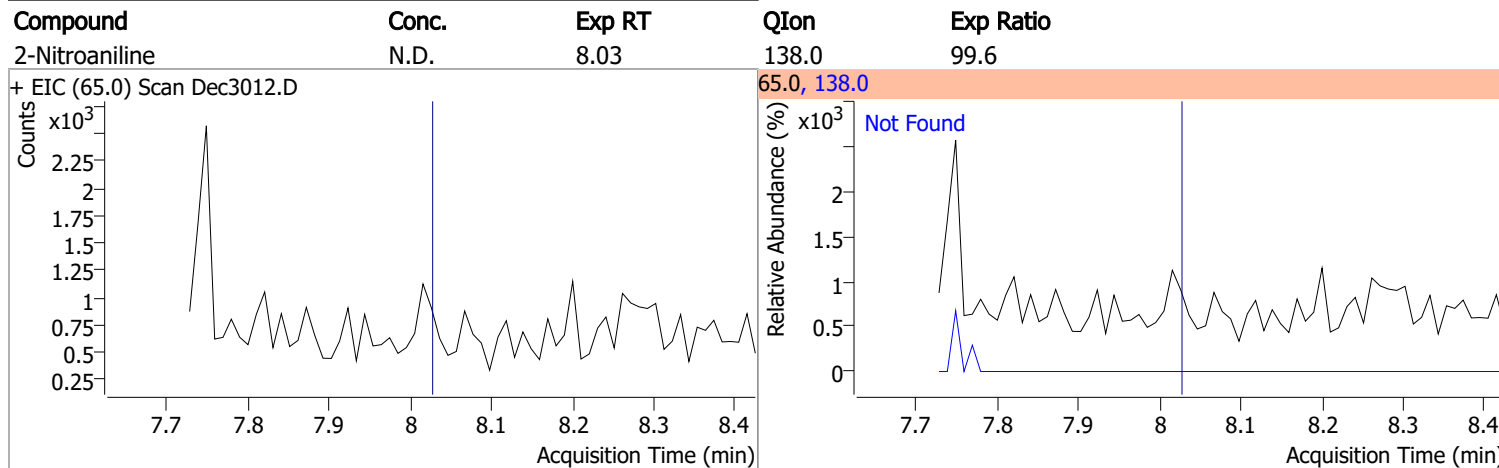 Compound Conc. Exp RT QIon Exp Ratio
2-Nitroaniline N.D. 8.03 138.0 99.6
+ EIC (65.0) Scan Dec3012.D
Counts
x10³
2.25
2
1.75
1.5
1.25
1
0.75
0.5
0.25
7.7 7.8 7.9 8 8.1 8.2 8.3 8.4
Acquisition Time (min)
65.0, 138.0
Relative Abundance (%)
x10³
Not Found
2
1.5
1
0.5
0
7.7 7.8 7.9 8 8.1 8.2 8.3 8.4
Acquisition Time (min)